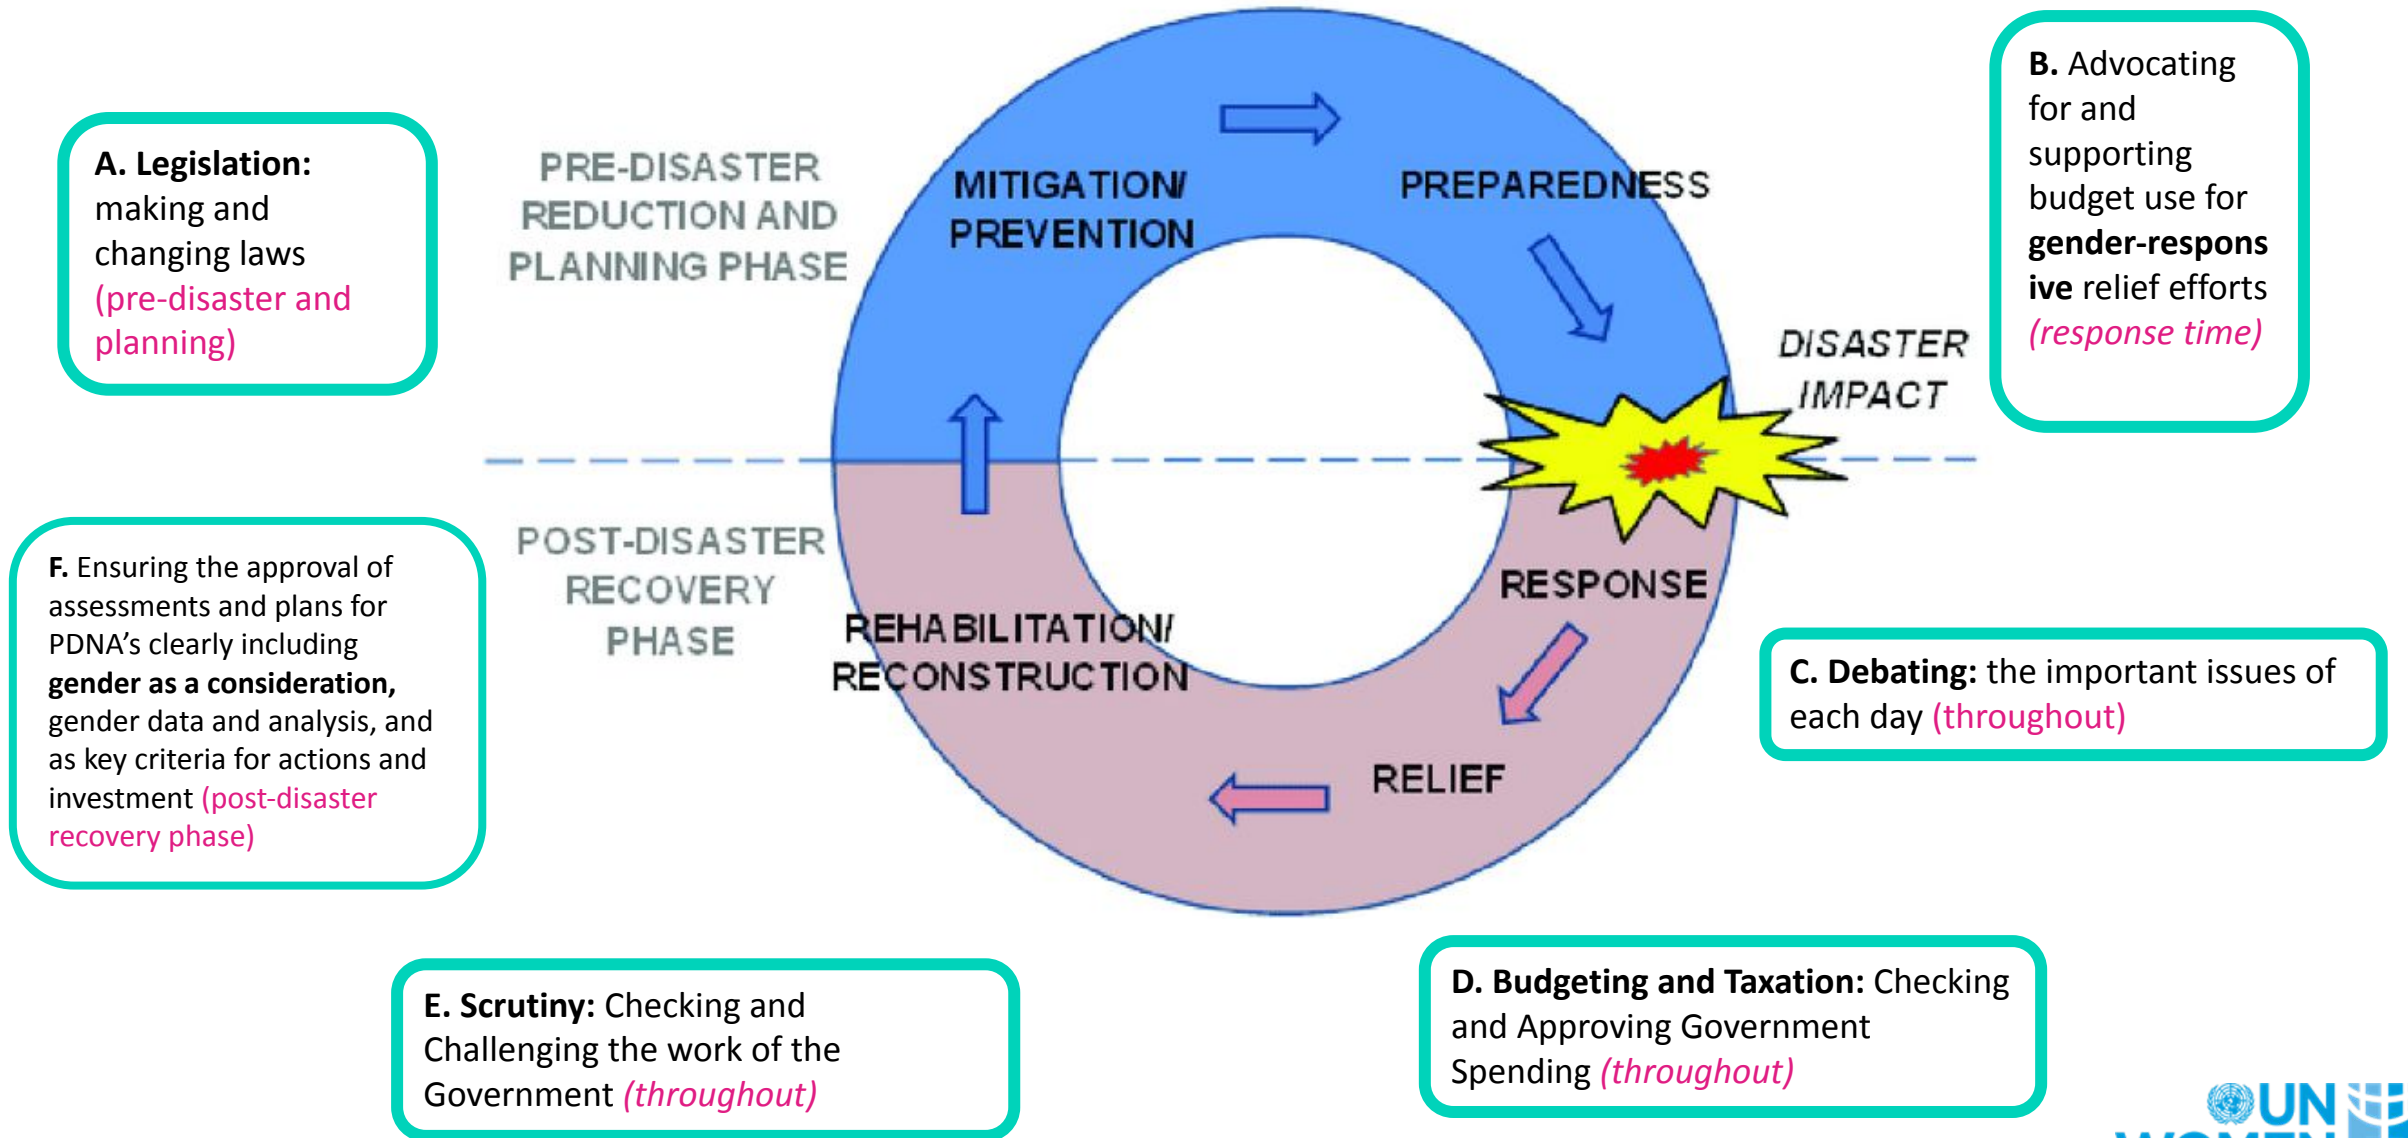 A. Legislation:
making and
changing laws
(pre-disaster and
planning)
PRE-DISASTER
REDUCTION AND
PLANNING PHASE
MITIGATION/
PREVENTION
PREPAREDNESS
DISASTER
IMPACT
B. Advocating
for and
supporting
budget use for
gender-respons
ive relief efforts
(response time)
POST-DISASTER
RECOVERY
PHASE
REHABILITATION/
RECONSTRUCTION
RESPONSE
RELIEF
F. Ensuring the approval of
assessments and plans for
PDNA’s clearly including
gender as a consideration,
gender data and analysis, and
as key criteria for actions and
investment (post-disaster
recovery phase)
C. Debating: the important issues of
each day (throughout)
E. Scrutiny: Checking and
Challenging the work of the
Government (throughout)
D. Budgeting and Taxation: Checking
and Approving Government
Spending (throughout)
UN
WOMEN